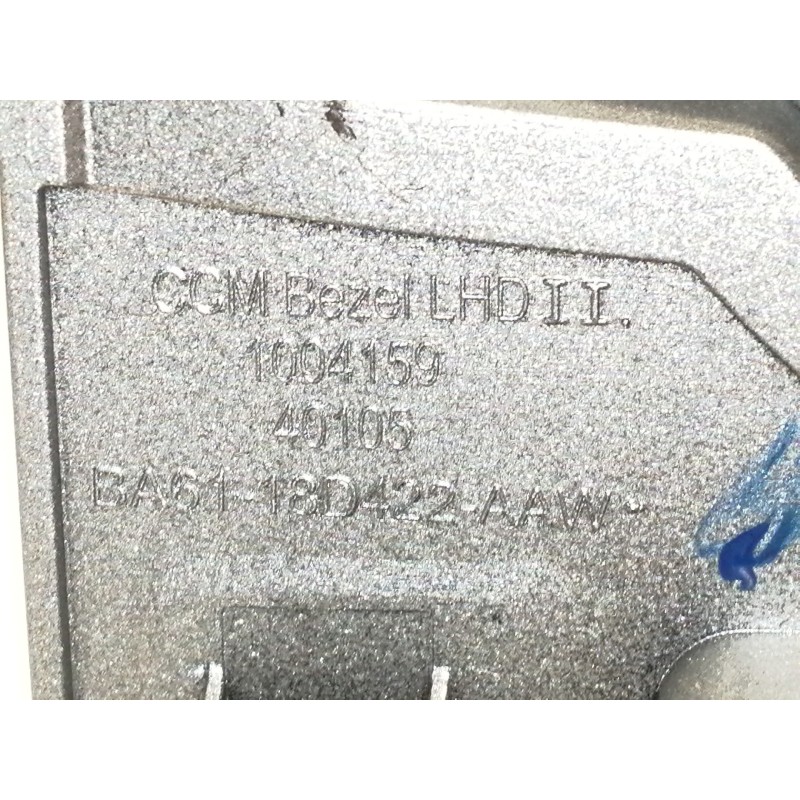 CCM Bezel LHD II.
1004159
40105
BA61-18D422-AAW